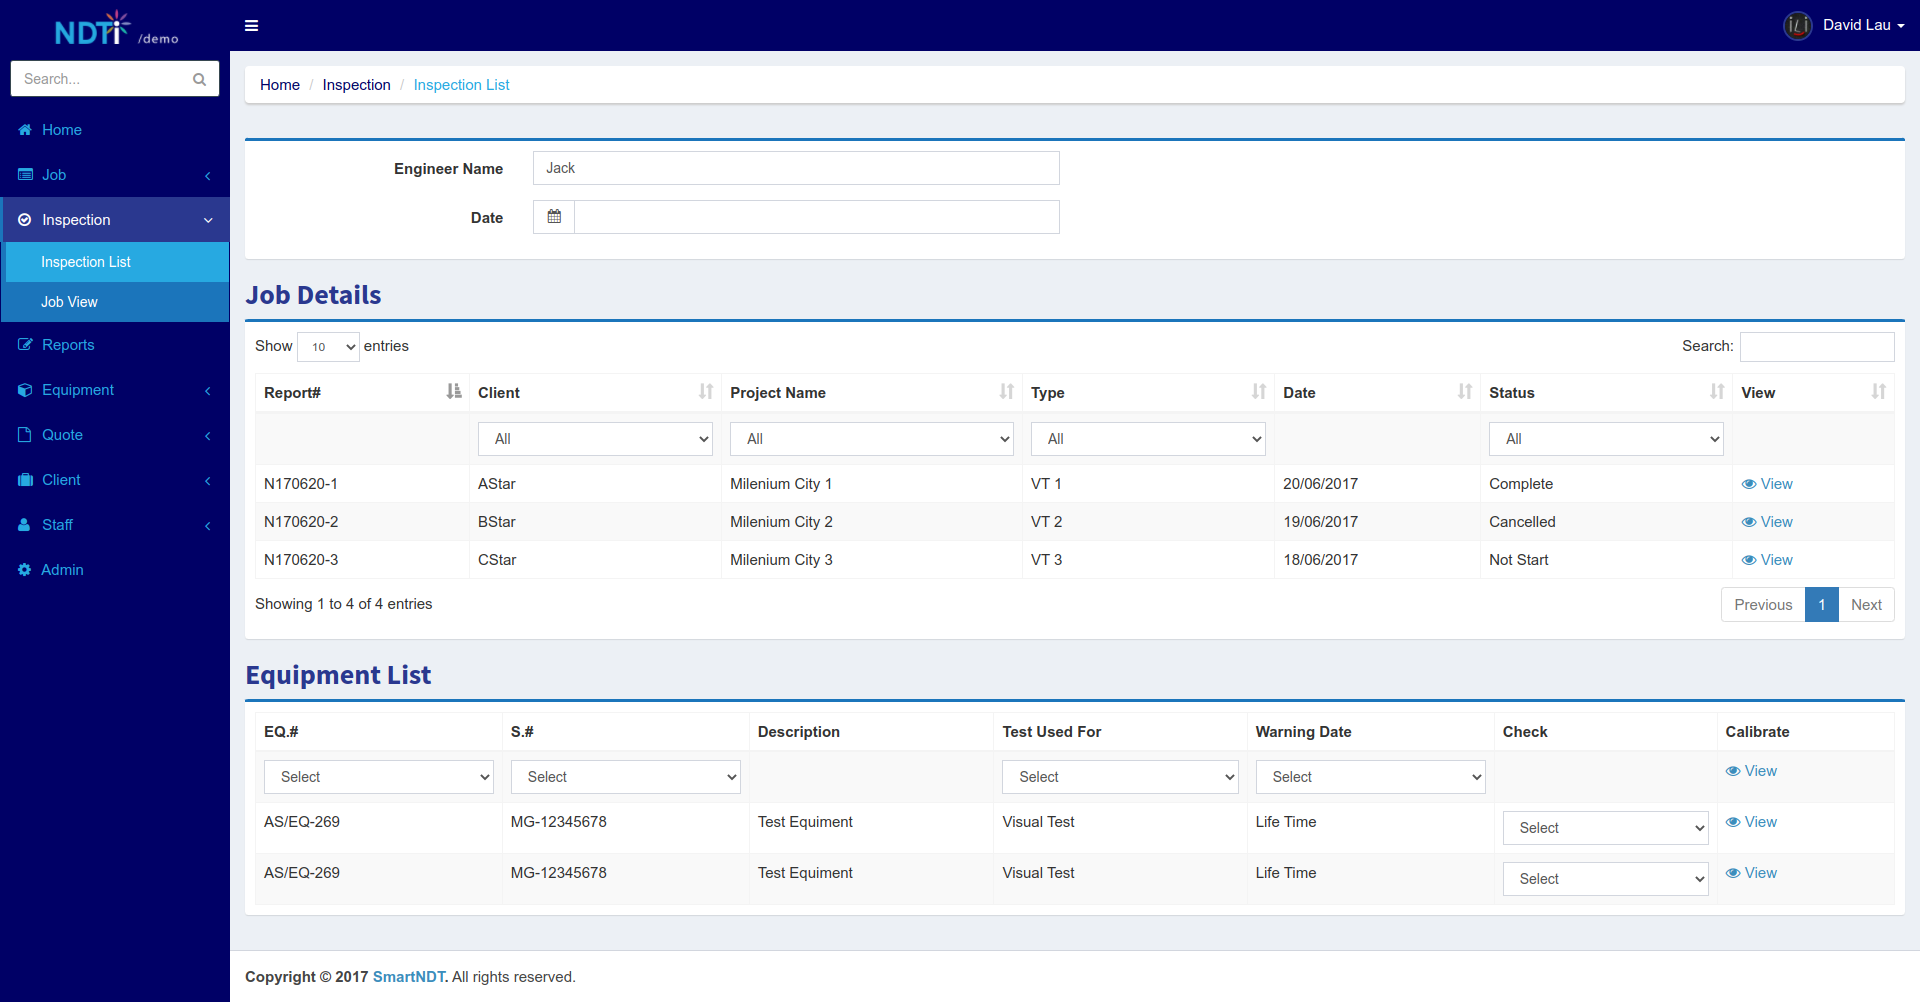 NDTi /demo
David Lau
Search...
Home
Job
Inspection
Inspection List
Job View
Reports
Equipment
Quote
Client
Staff
Admin
Home / Inspection / Inspection List
Engineer Name Jack
Date
Job Details
Show 10 entries Search:
Report# Client Project Name Type Date Status View
All All All All
N170620-1 AStar Milenium City 1 VT 1 20/06/2017 Complete View
N170620-2 BStar Milenium City 2 VT 2 19/06/2017 Cancelled View
N170620-3 CStar Milenium City 3 VT 3 18/06/2017 Not Start View
Showing 1 to 4 of 4 entries Previous 1 Next
Equipment List
EQ.# S.# Description Test Used For Warning Date Check Calibrate
Select Select Select Select View
AS/EQ-269 MG-12345678 Test Equiment Visual Test Life Time Select View
AS/EQ-269 MG-12345678 Test Equiment Visual Test Life Time Select View
Copyright © 2017 SmartNDT. All rights reserved.